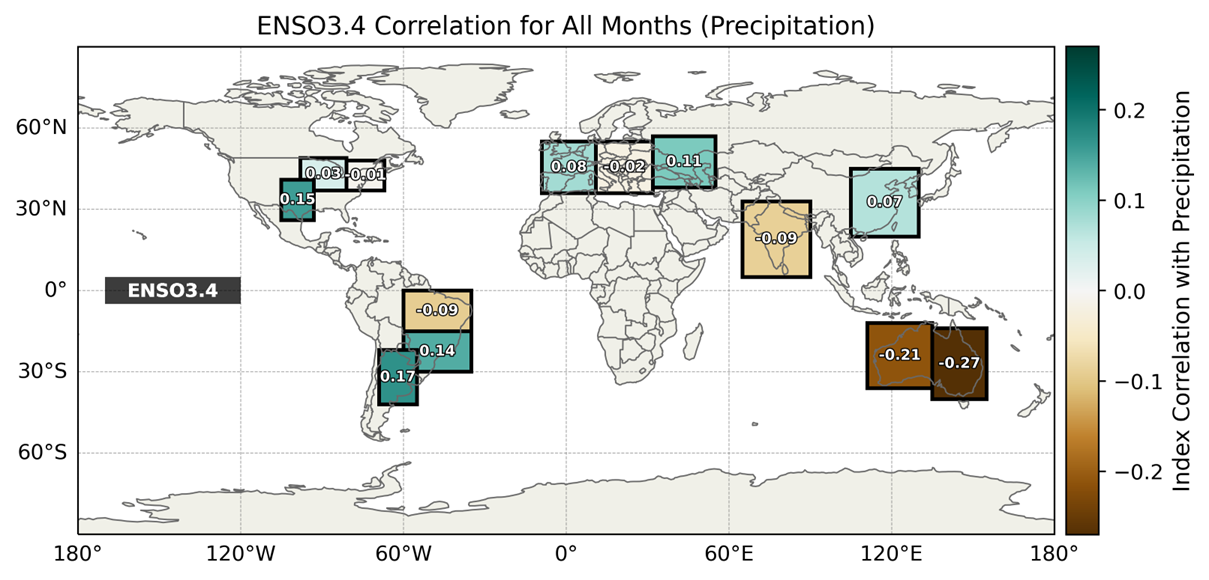 ENSO3.4 Correlation for All Months (Precipitation)
60°N
30°N
0°
30°S
60°S
0.03
-0.01
0.15
0.08
-0.02
0.11
0.07
-0.09
ENSO3.4
-0.09
0.14
0.17
-0.21
-0.27
180°
120°W
60°W
0°
60°E
120°E
180°
0.2
0.1
0.0
−0.1
−0.2
Index Correlation with Precipitation